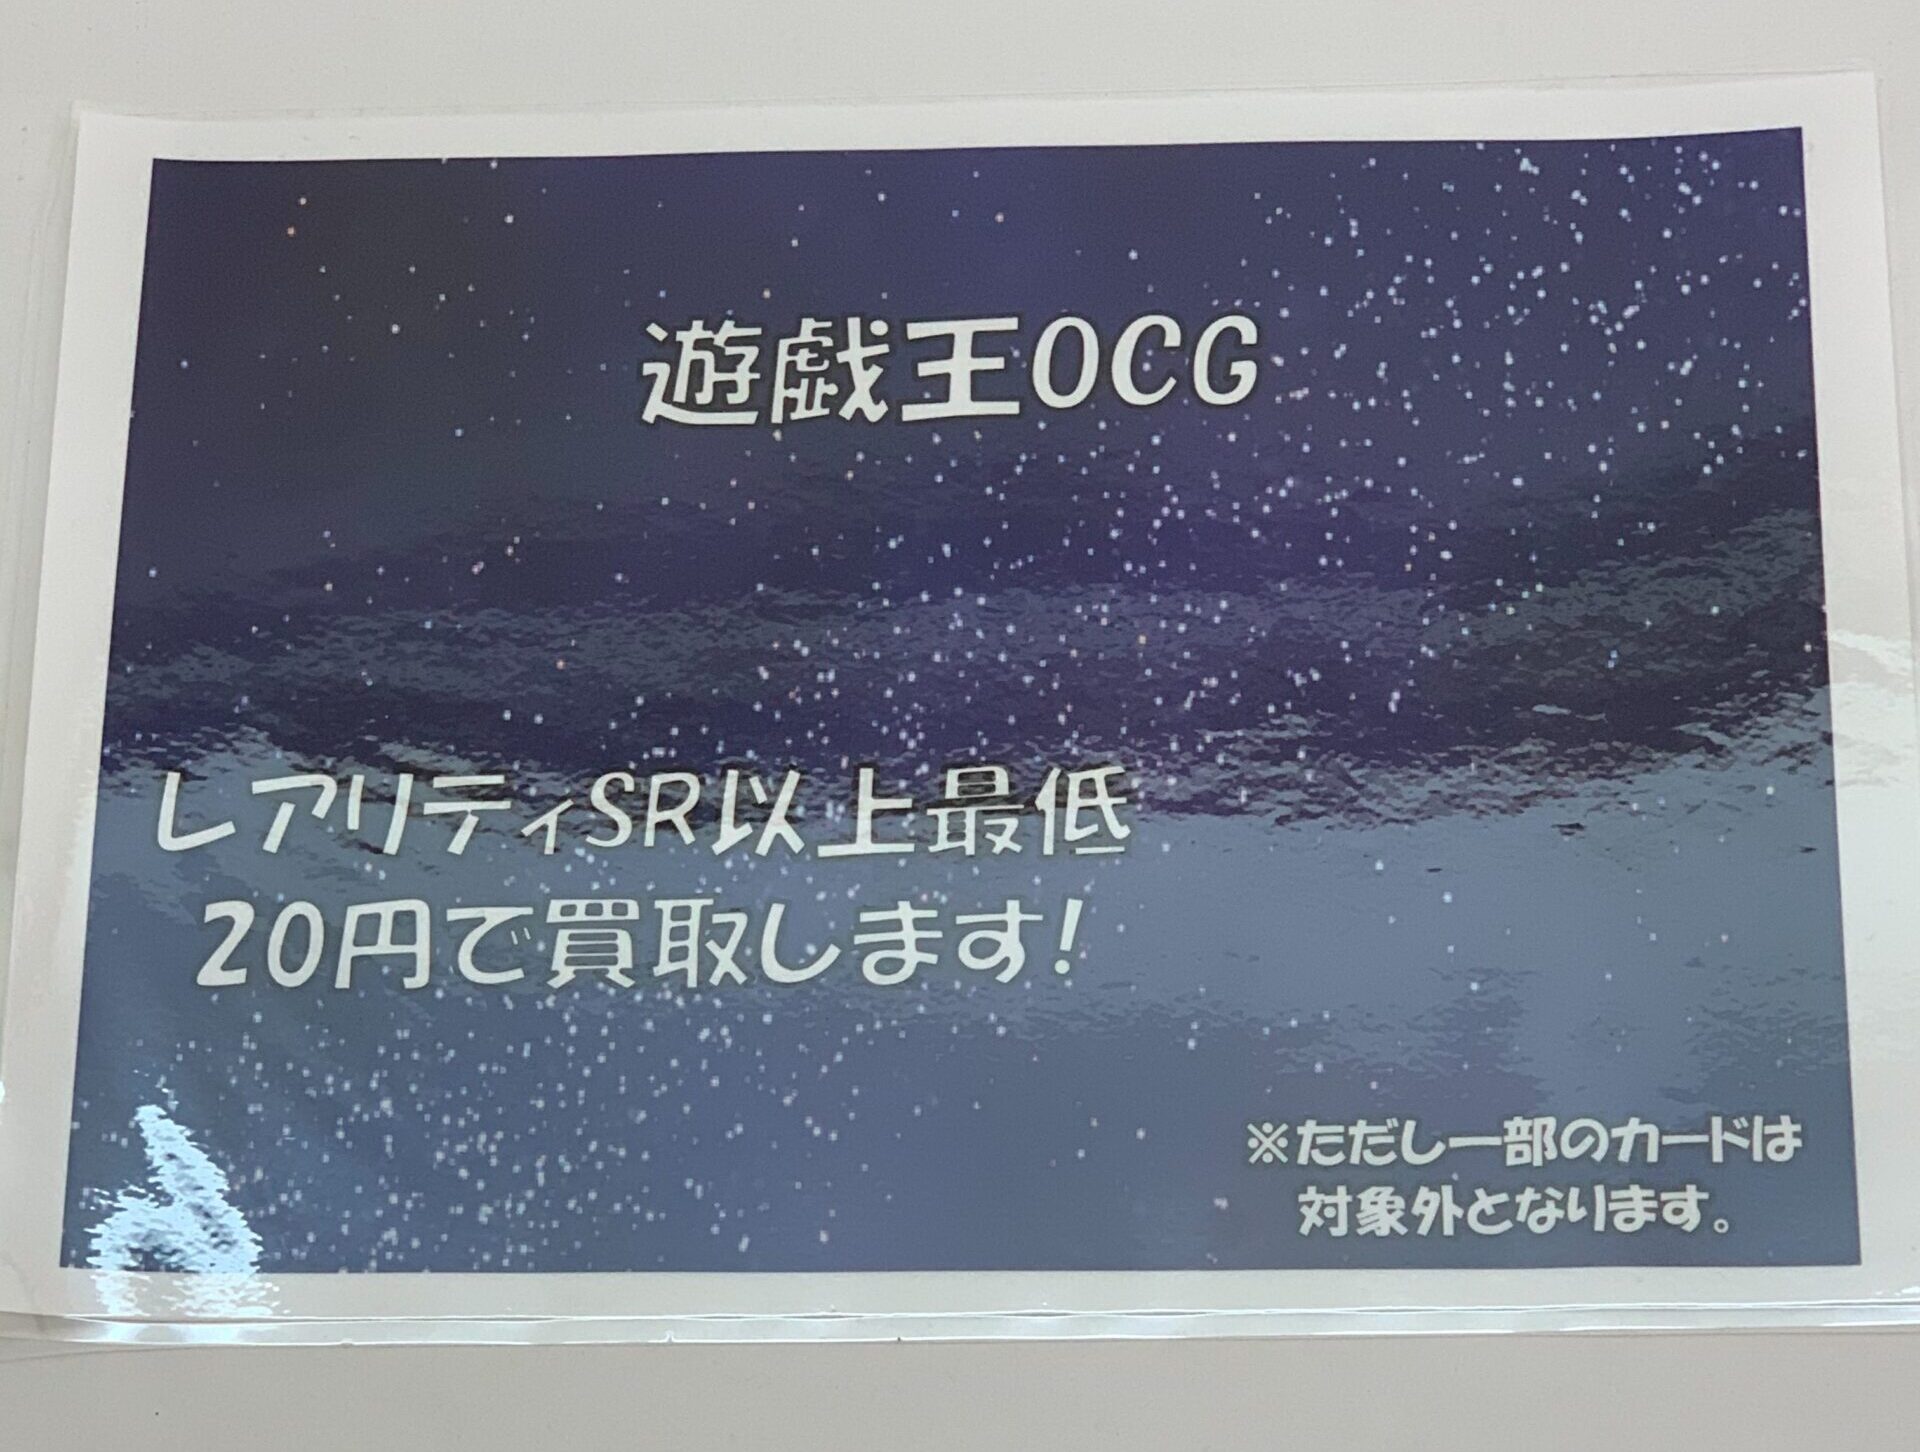 遊戯王OCG
レアリティSR以上最低
20円で買取します!
※ただし一部のカードは
対象外となります。